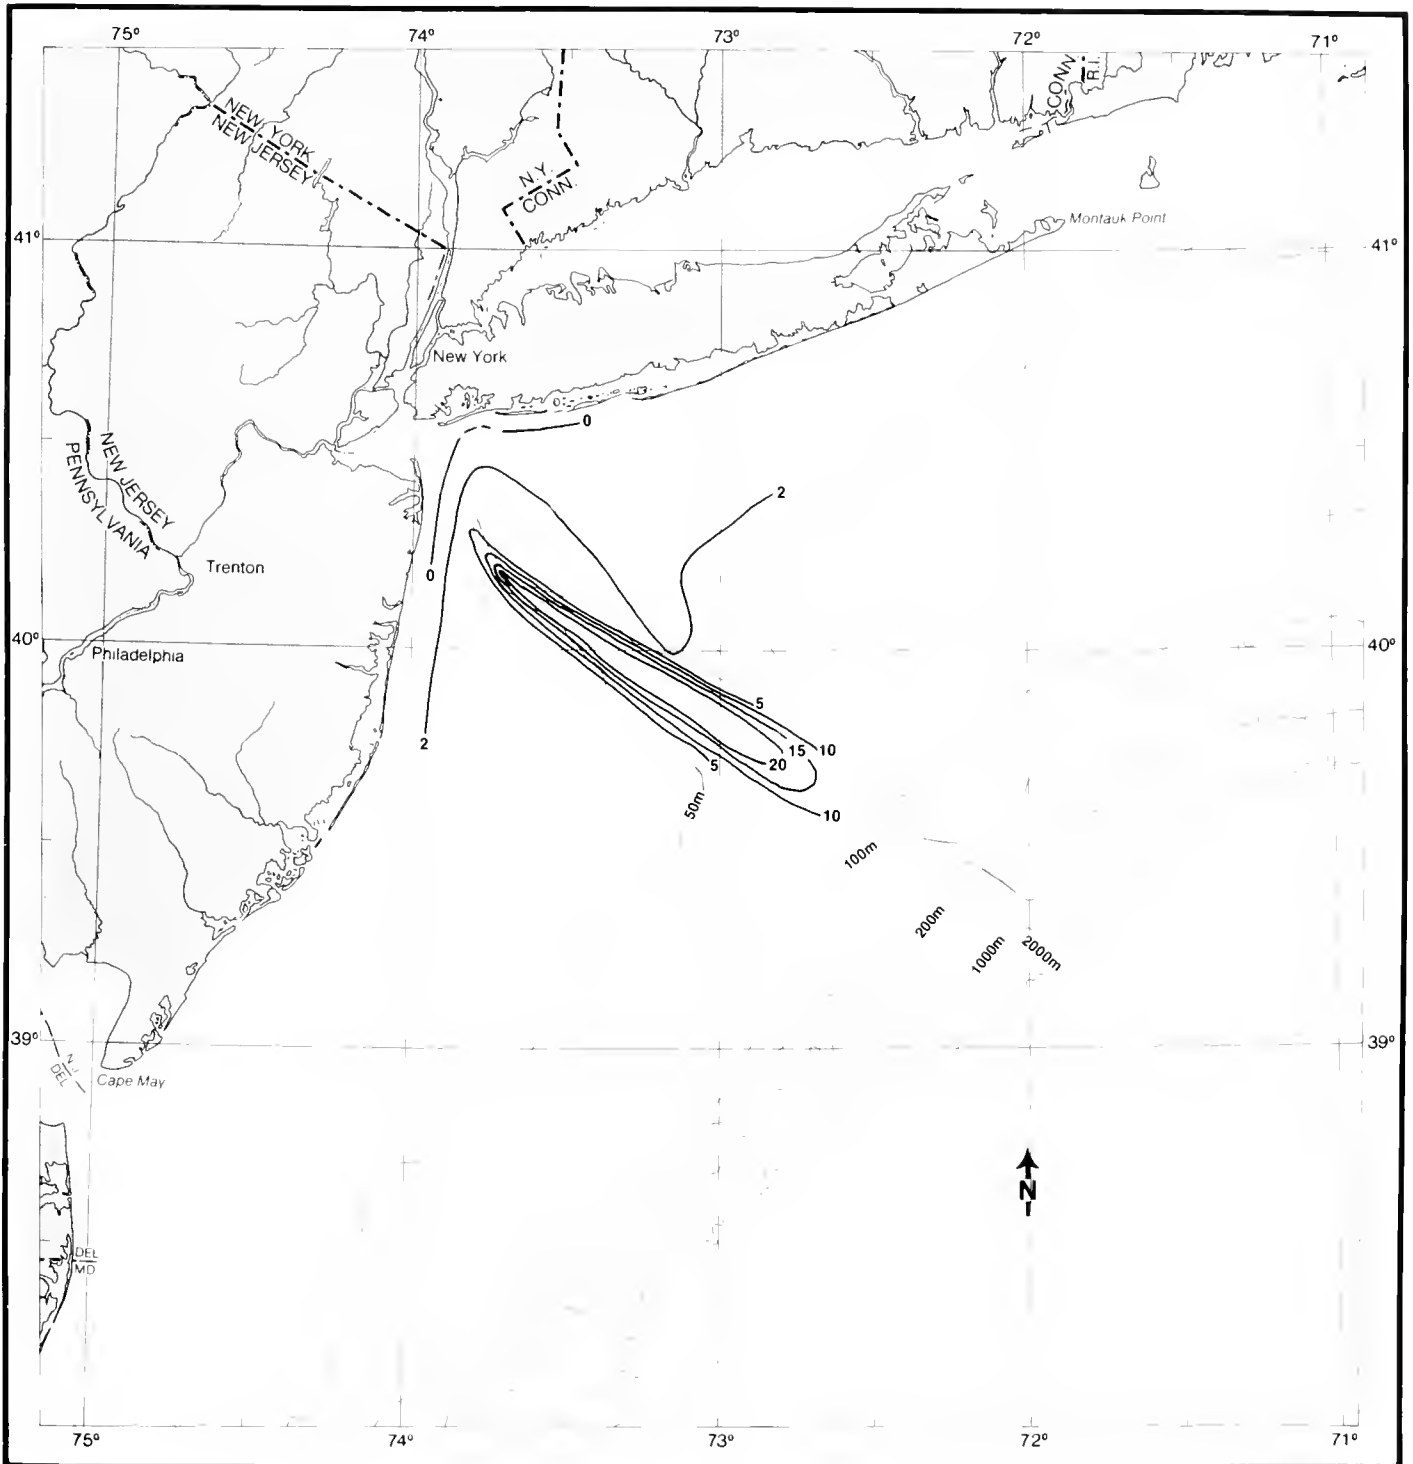 75°
74°
73°
72°
71°
NEW YORK
NEW JERSEY
N.Y.
CONN.
CONN
R.I.
Montauk Point
41°
41°
New York
0
2
NEW JERSEY
PENNSYLVANIA
Trenton
0
40°
40°
Philadelphia
5
2
15
10
20
5
50m
10
100m
200m
1000m
2000m
39°
39°
N.J.
DEL
Cape May
N
DEL
MD
75°
74°
73°
72°
71°